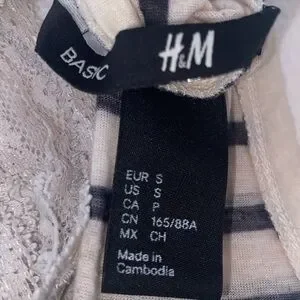 BASIC
H&M
EUR S
US S
CA P
CN 165/88A
MX CH
Made in
Cambodia